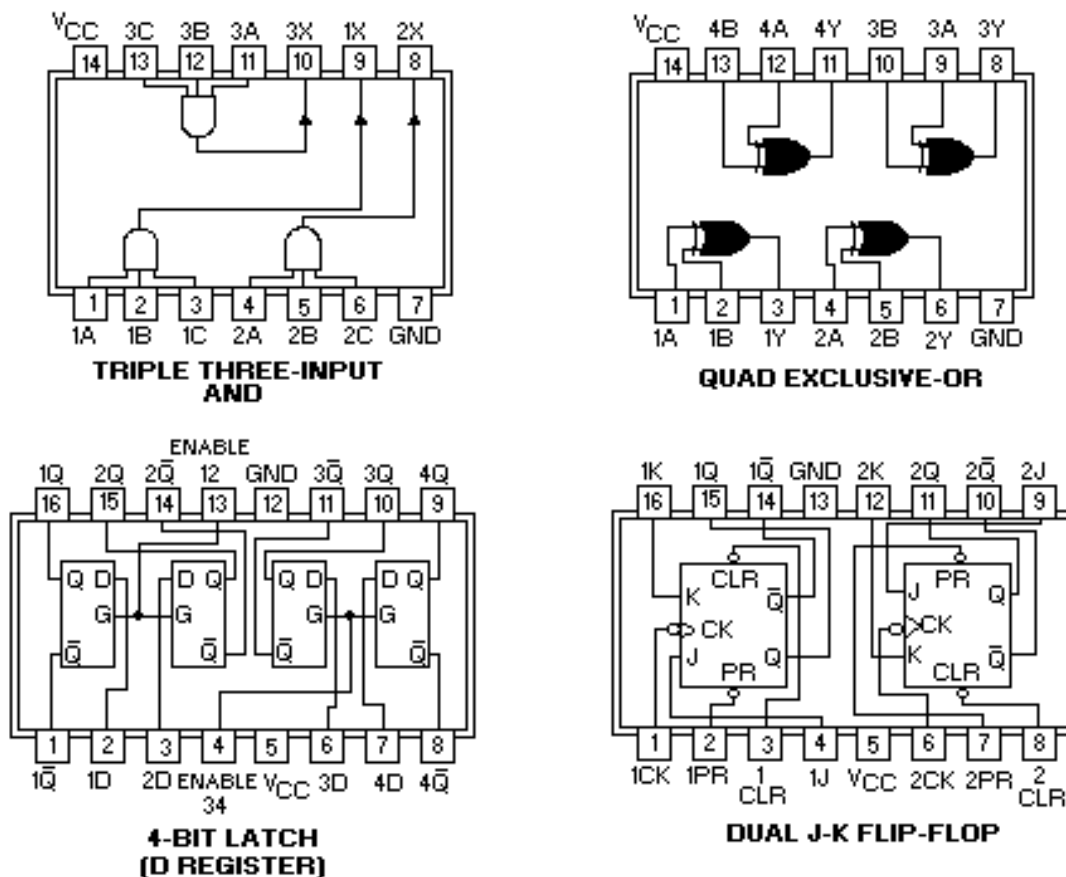 VCC 3C 3B 3A 3X 1X 2X
14 13 12 11 10 9 8
1 2 3 4 5 6 7
1A 1B 1C 2A 2B 2C GND
TRIPLE THREE-INPUT
AND
VCC 4B 4A 4Y 3B 3A 3Y
14 13 12 11 10 9 8
1 2 3 4 5 6 7
1A 1B 1Y 2A 2B 2Y GND
QUAD EXCLUSIVE-OR
ENABLE
1Q 2Q 2Q̅ 12 GND 3Q̅ 3Q 4Q
16 15 14 13 12 11 10 9
Q D D Q Q D D Q
G G G G
Q̅ Q̅ Q̅ Q̅
1 2 3 4 5 6 7 8
1Q̅ 1D 2D ENABLE VCC 3D 4D 4Q̅
34
4-BIT LATCH
(D REGISTER)
1K 1Q 1Q̅ GND 2K 2Q 2Q̅ 2J
16 15 14 13 12 11 10 9
CLR PR
K Q̅ J Q
CK CK
J Q K Q̅
PR CLR
1 2 3 4 5 6 7 8
1CK 1PR 1 1J VCC 2CK 2PR 2
CLR CLR
DUAL J-K FLIP-FLOP